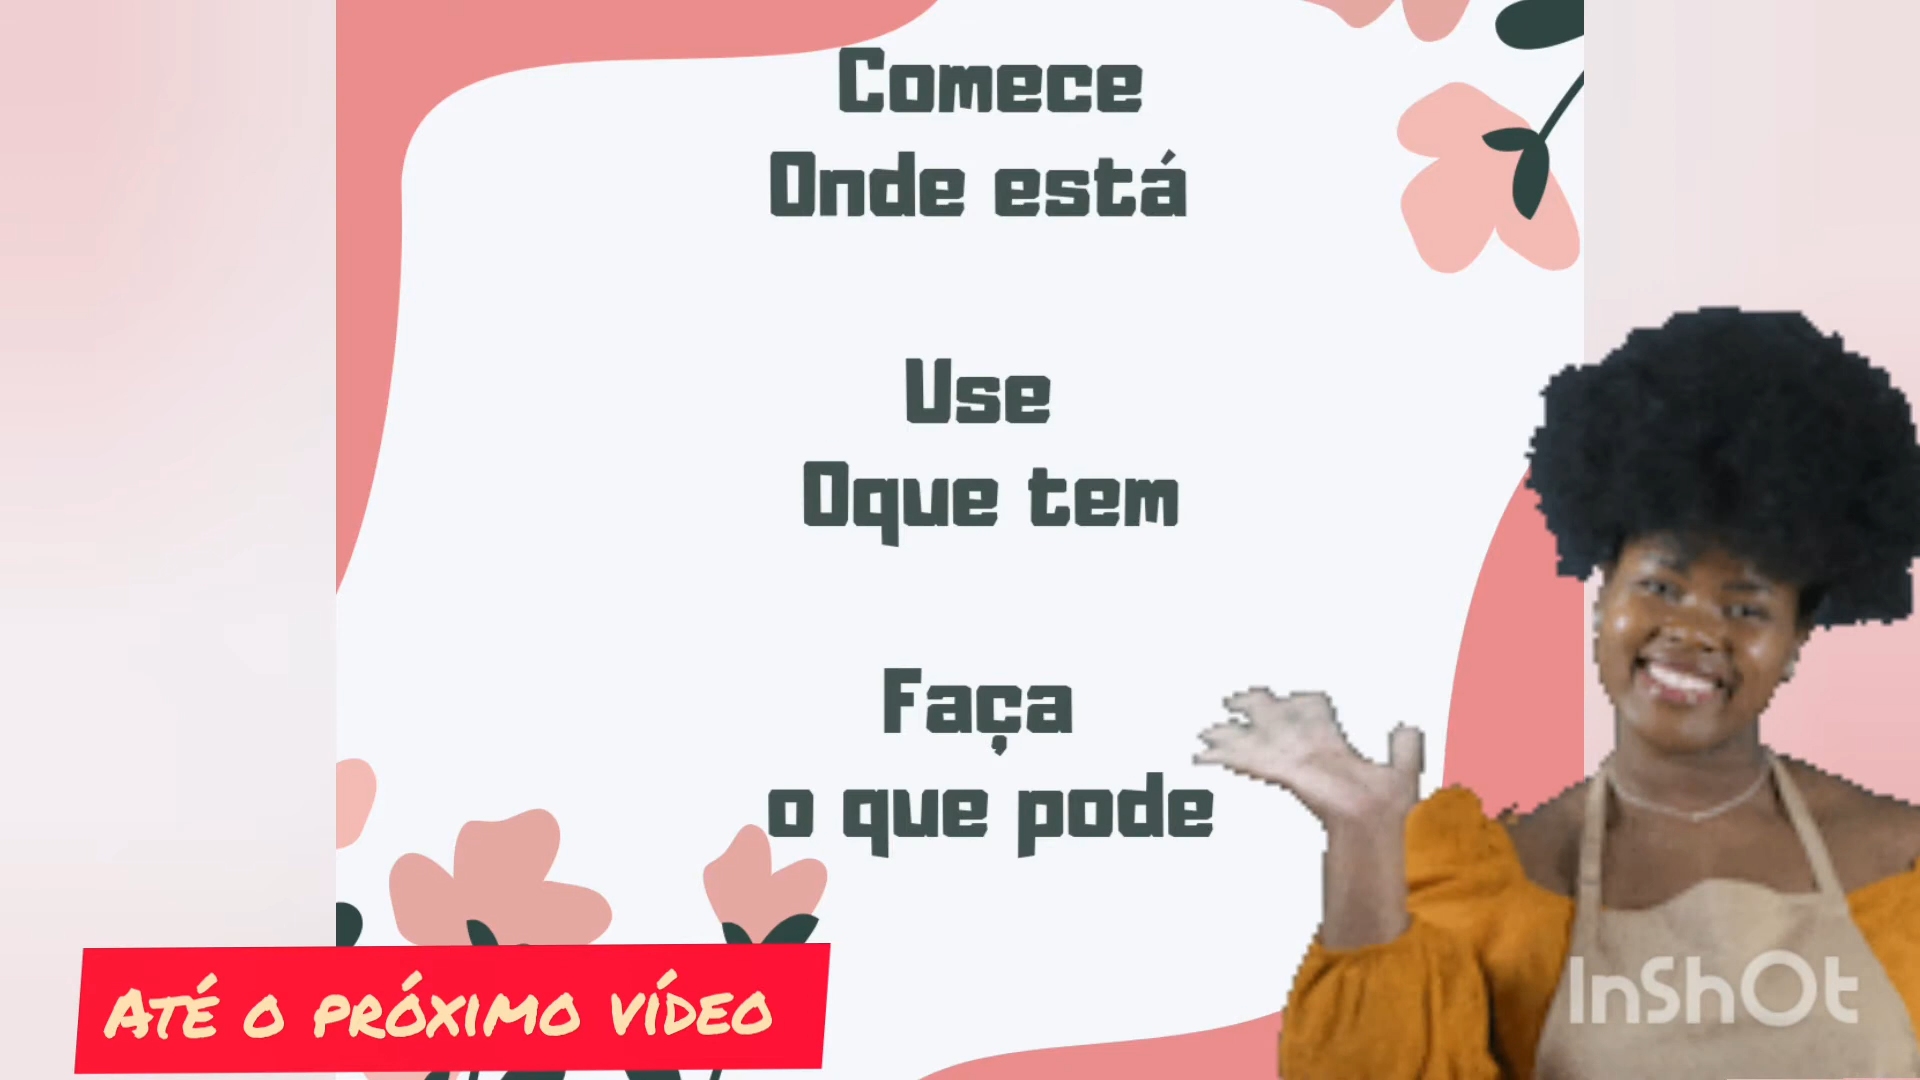 Comece
Onde está
Use
Oque tem
Faça
o que pode
ATÉ O PRÓXIMO VÍDEO
InShOt